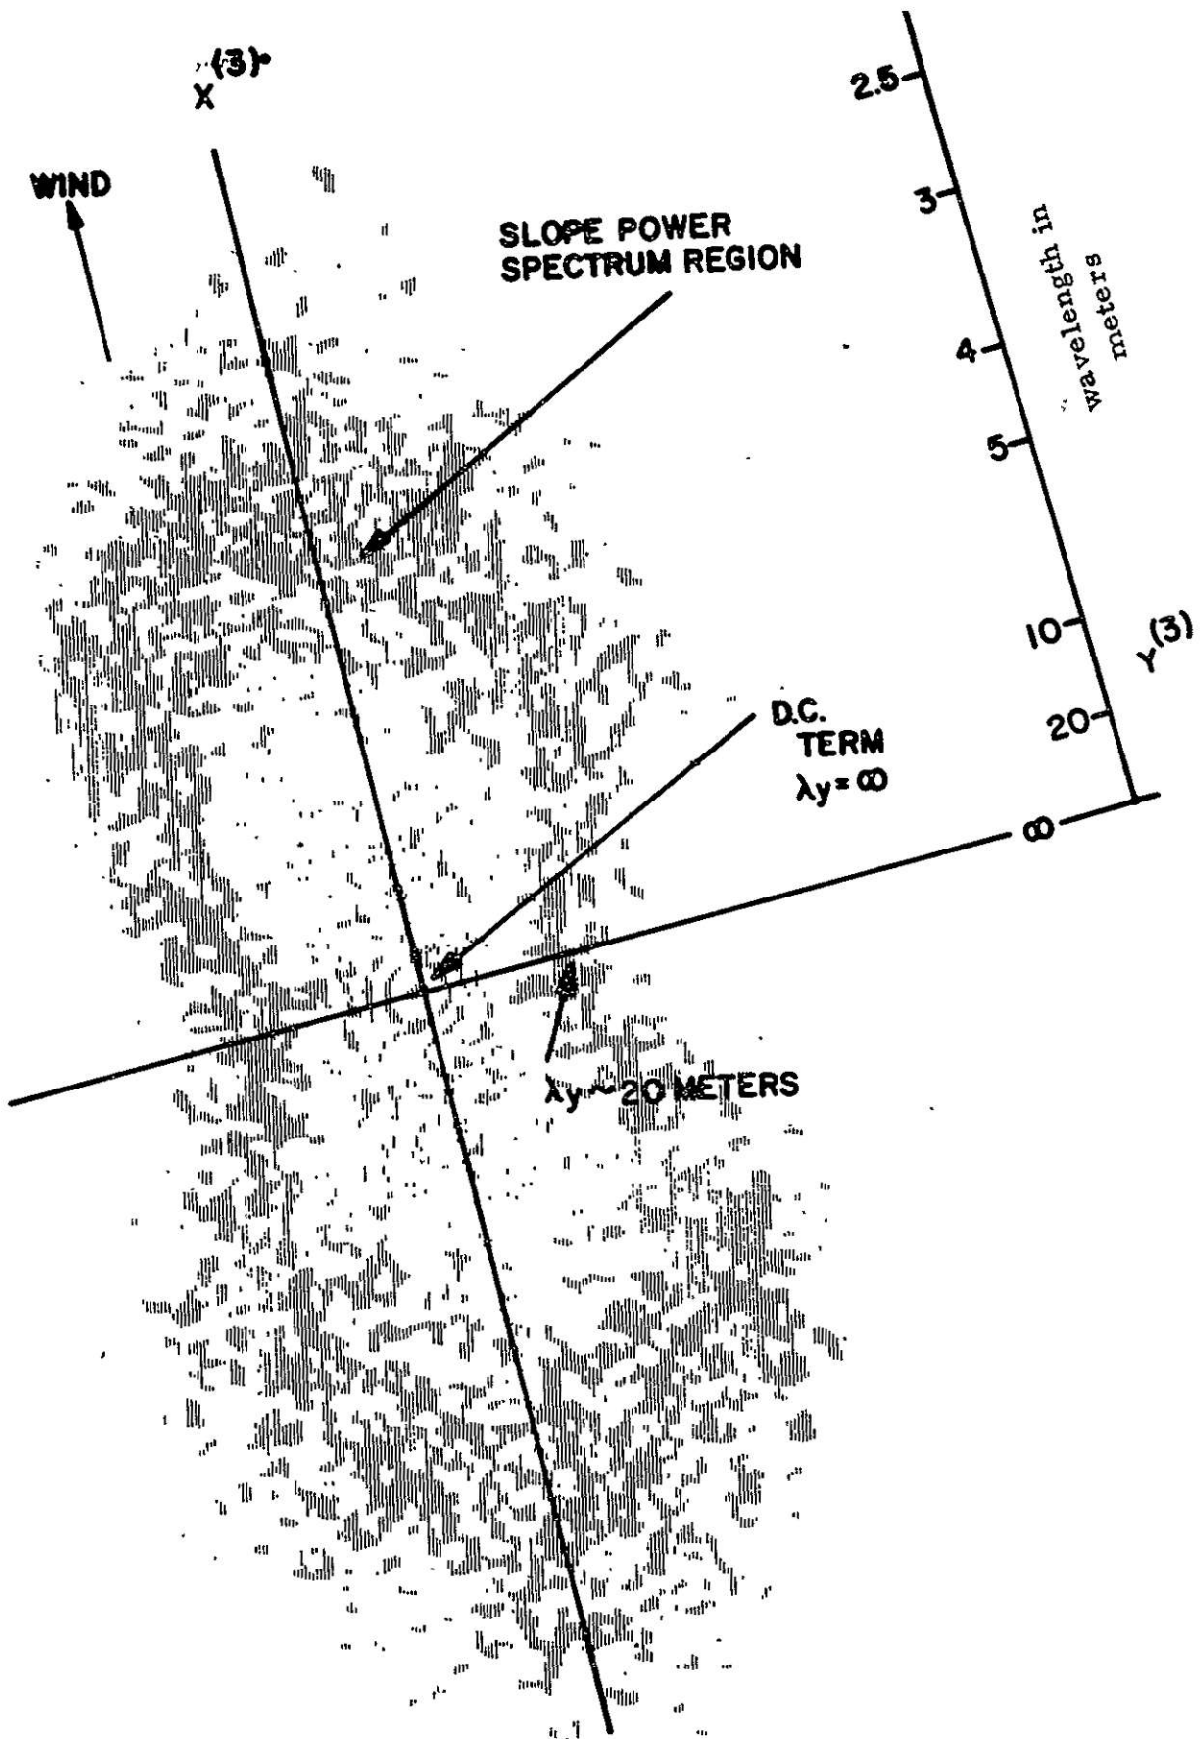 X (3)
WIND
SLOPE POWER
SPECTRUM REGION
2.5
3
4
5
10
20
∞
wavelength in
meters
Y (3)
D.C.
TERM
λy = ∞
λy ~ 20 METERS